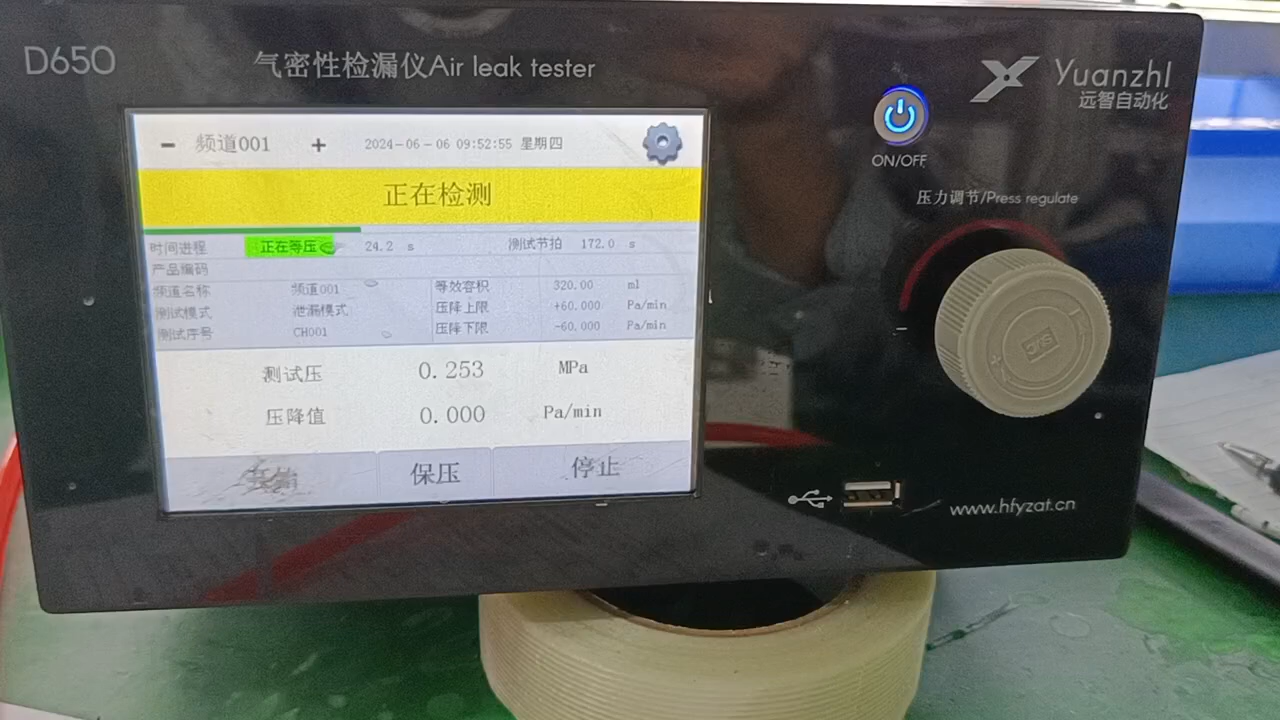 D650
气密性检漏仪Air leak tester
YuanzhI
远智自动化
ON/OFF
压力调节/Press regulate
- 频道001 + 2024-06-06 09:52:55 星期四
正在检测
时间进程 正在等压 24.2 s 测试节拍 172.0 s
产品编码
频道名称 频道001 等效容积 320.00 ml
测试模式 泄漏模式 压降上限 +60.000 Pa/min
测试序号 CH001 压降下限 -60.000 Pa/min
测试压 0.253 MPa
压降值 0.000 Pa/min
保压 停止
SMC
www.hfyzat.cn